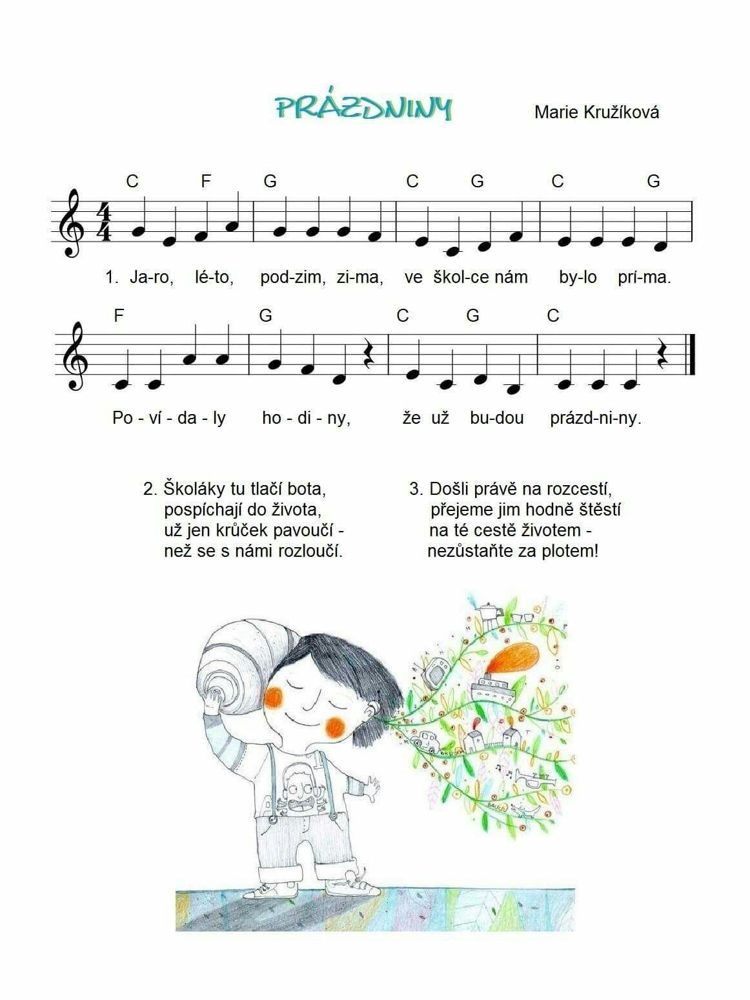 PRÁZDNINY
Marie Kružíková
C F G C G C G
4
4
1. Ja-ro, lé-to, pod-zim, zi-ma, ve škol-ce nám by-lo prí-ma.
F G C G C
Po - ví - da - ly ho - di - ny, že už bu-dou prázd-ni-ny.
2. Školáky tu tlačí bota,
pospíchají do života,
už jen krůček pavoučí -
než se s námi rozloučí.
3. Došli právě na rozcestí,
přejeme jim hodně štěstí
na té cestě životem -
nezůstaňte za plotem!